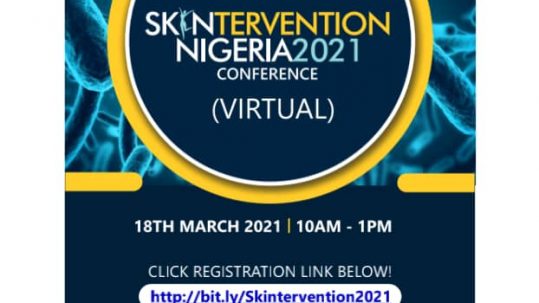 SKINTERVENTION
NIGERIA2021
CONFERENCE
(VIRTUAL)
18TH MARCH 2021 | 10AM - 1PM
CLICK REGISTRATION LINK BELOW!
http://bit.ly/Skintervention2021